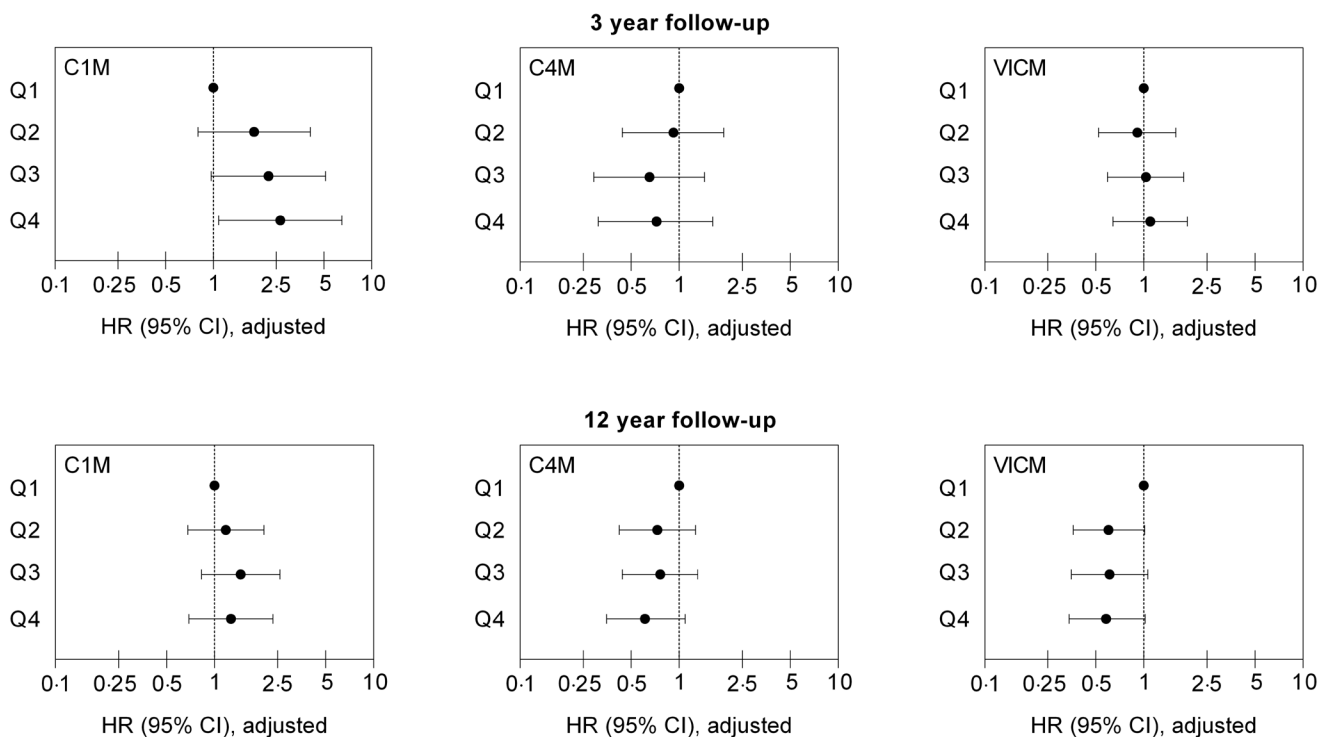 3 year follow-up
C1M
Q1
Q2
Q3
Q4
0·1 0·25 0·5 1 2·5 5 10
HR (95% CI), adjusted
C4M
Q1
Q2
Q3
Q4
0·1 0·25 0·5 1 2·5 5 10
HR (95% CI), adjusted
VICM
Q1
Q2
Q3
Q4
0·1 0·25 0·5 1 2·5 5 10
HR (95% CI), adjusted
12 year follow-up
C1M
Q1
Q2
Q3
Q4
0·1 0·25 0·5 1 2·5 5 10
HR (95% CI), adjusted
C4M
Q1
Q2
Q3
Q4
0·1 0·25 0·5 1 2·5 5 10
HR (95% CI), adjusted
VICM
Q1
Q2
Q3
Q4
0·1 0·25 0·5 1 2·5 5 10
HR (95% CI), adjusted